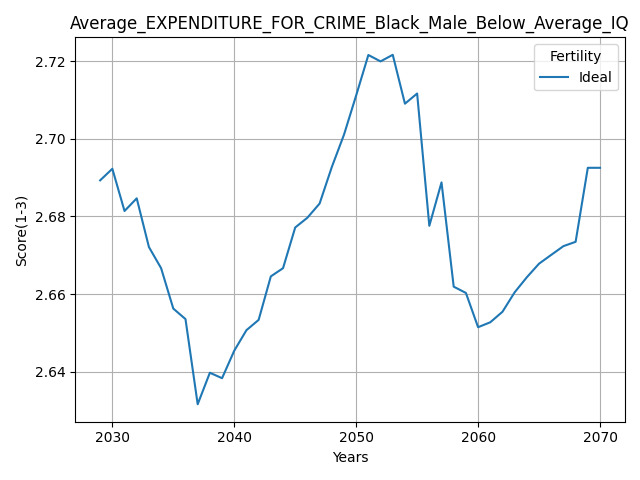 Average_EXPENDITURE_FOR_CRIME_Black_Male_Below_Average_IQ
Fertility
Ideal
2.72
2.70
2.68
2.66
2.64
Score(1-3)
2030 2040 2050 2060 2070
Years